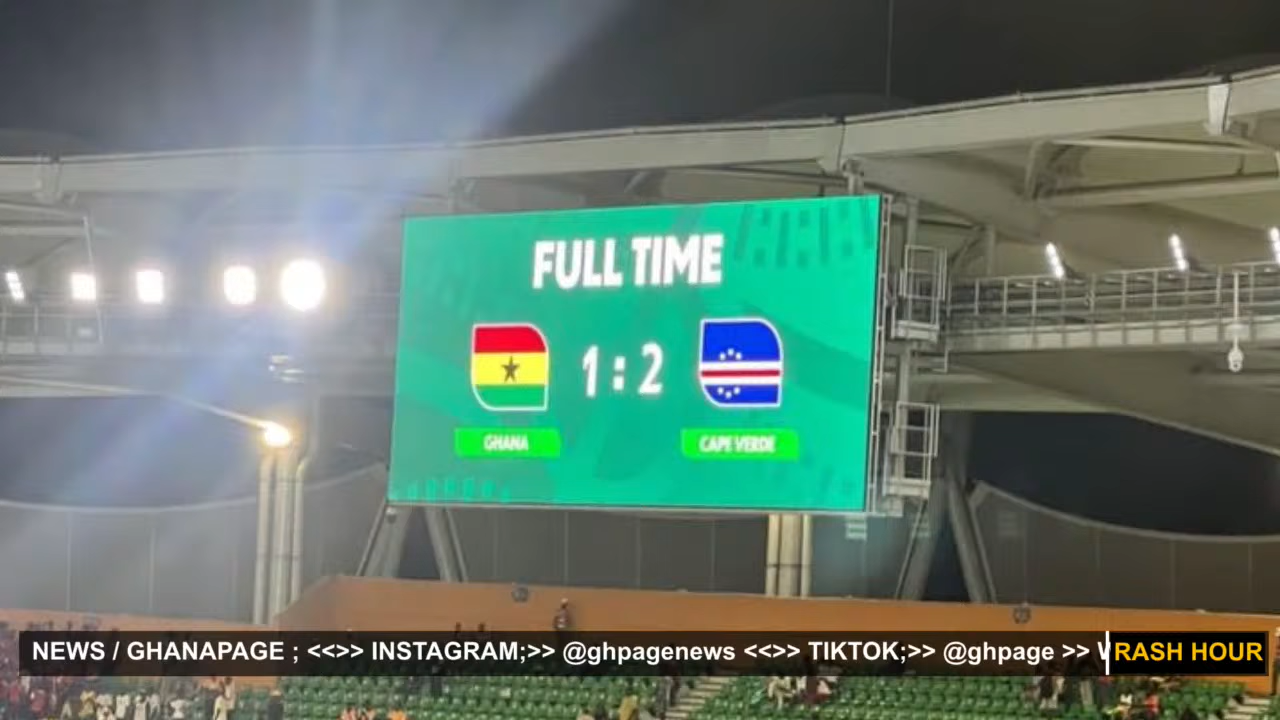 FULL TIME
1 : 2
GHANA
CAPE VERDE
NEWS / GHANAPAGE ; <<>> INSTAGRAM;>> @ghpagenews <<>> TIKTOK;>> @ghpage >>
RASH HOUR